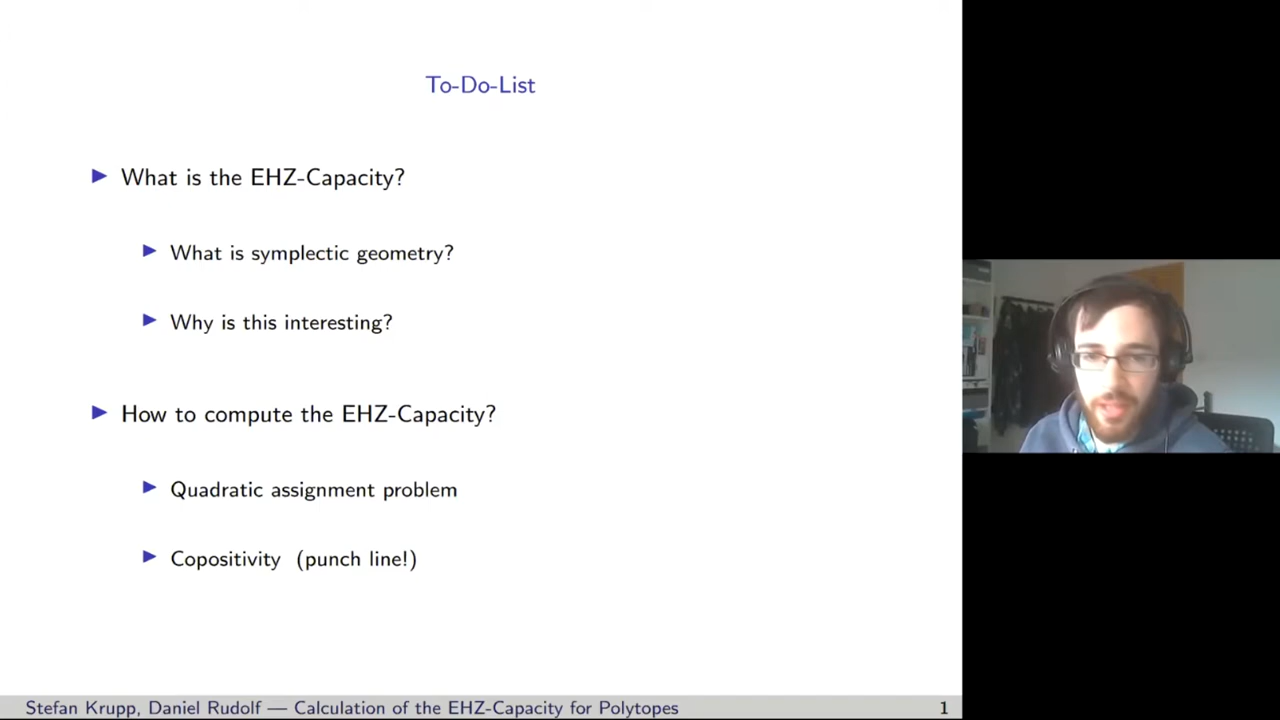 To-Do-List
What is the EHZ-Capacity?
What is symplectic geometry?
Why is this interesting?
How to compute the EHZ-Capacity?
Quadratic assignment problem
Copositivity (punch line!)
Stefan Krupp, Daniel Rudolf — Calculation of the EHZ-Capacity for Polytopes 1